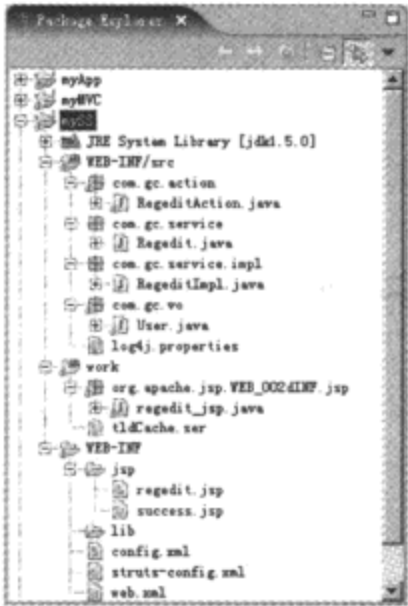 Package Explorer
myApp
myMVC
mySS
JRE System Library [jdk1.5.0]
WEB-INF/src
com.gc.action
RegeditAction.java
com.gc.service
Regedit.java
com.gc.service.impl
RegeditImpl.java
com.gc.vo
User.java
log4j.properties
work
org.apache.jsp.WEB_002dINF.jsp
regedit_jsp.java
tldCache.ser
WEB-INF
jsp
regedit.jsp
success.jsp
lib
config.xml
struts-config.xml
web.xml